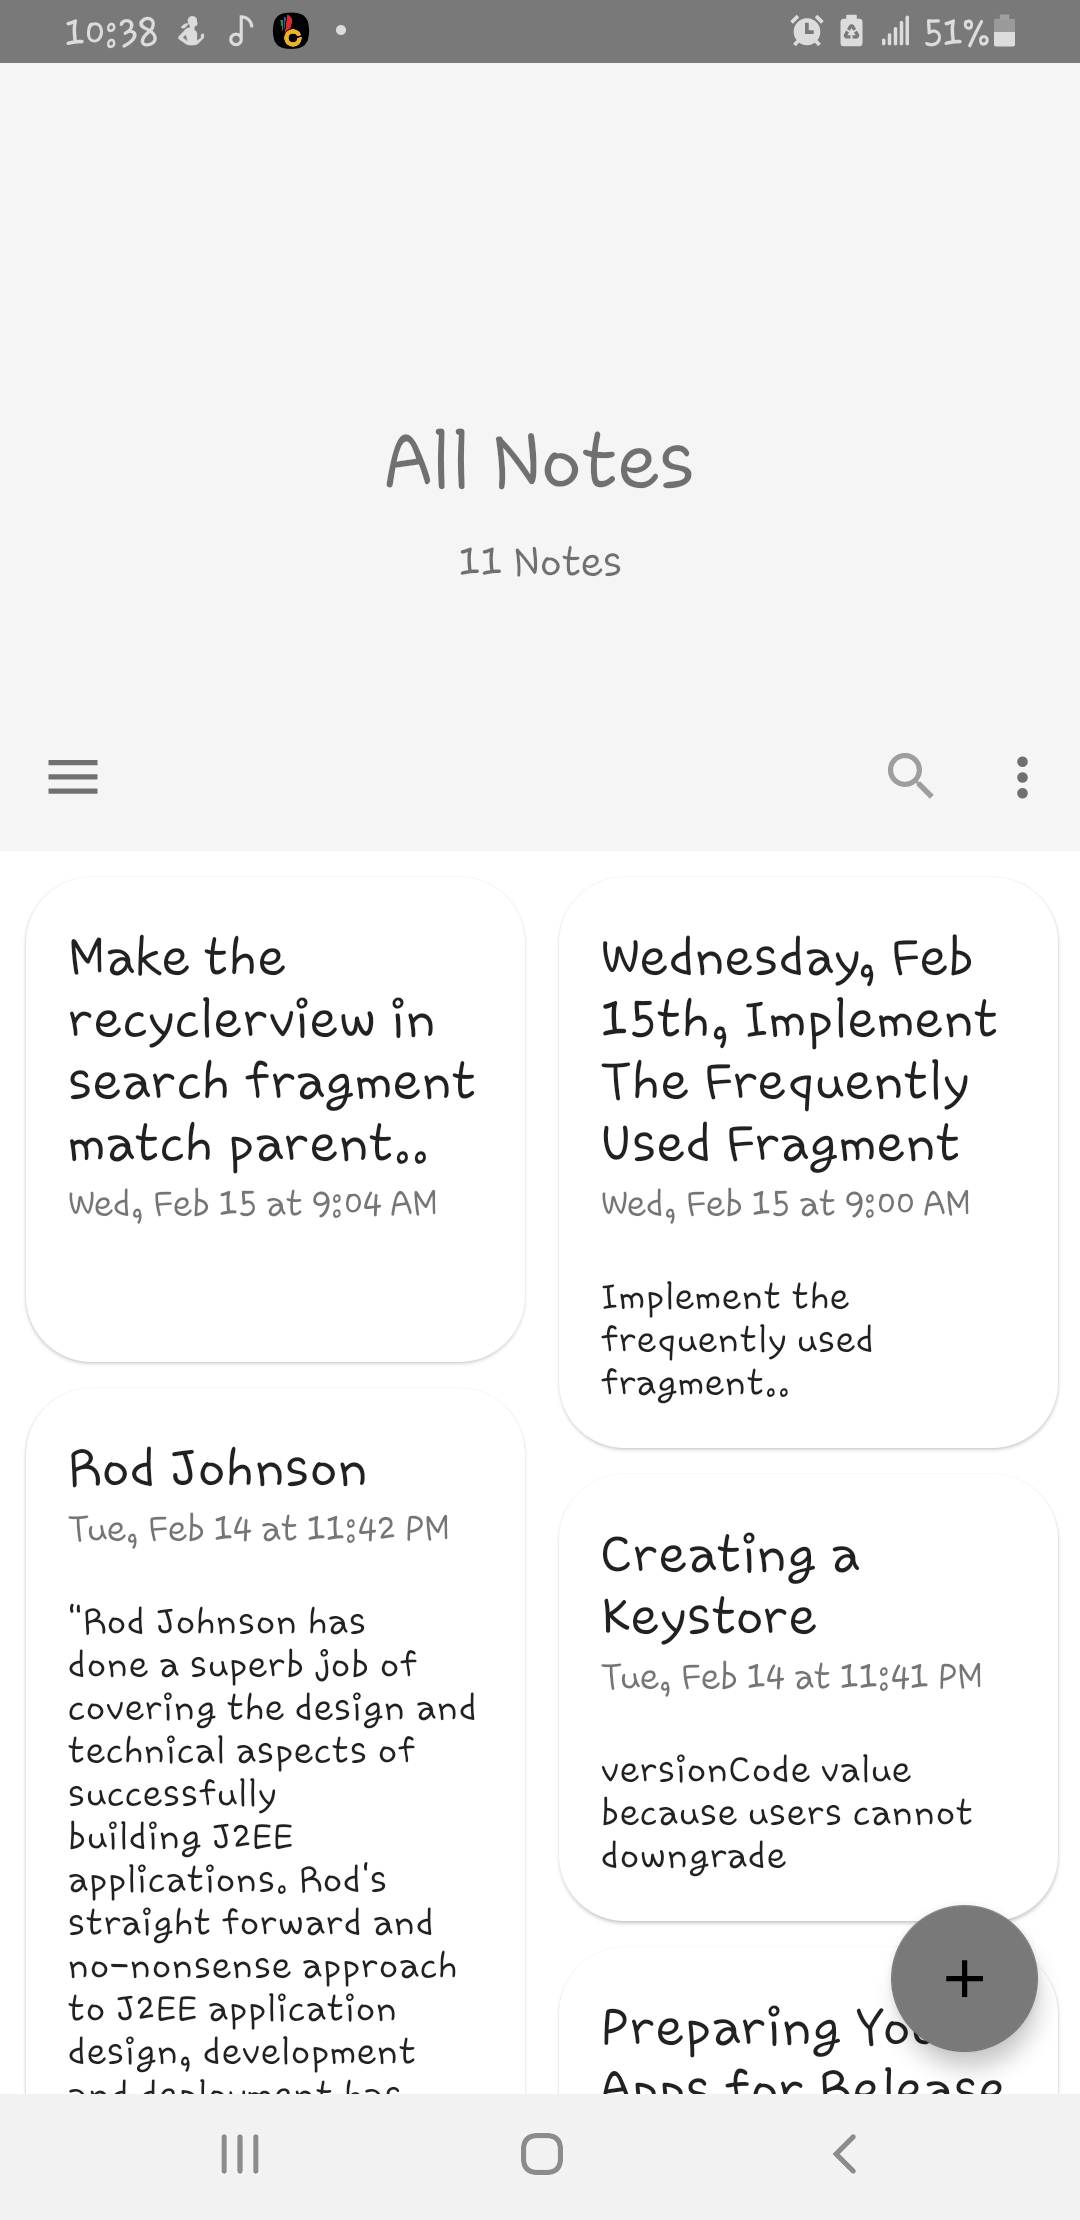 10:38
51%
All Notes
11 Notes
Make the
recyclerview in
search fragment
match parent..
Wed, Feb 15 at 9:04 AM
Wednesday, Feb
15th, Implement
The Frequently
Used Fragment
Wed, Feb 15 at 9:00 AM
Implement the
frequently used
fragment..
Rod Johnson
Tue, Feb 14 at 11:42 PM
"Rod Johnson has
done a superb job of
covering the design and
technical aspects of
successfully
building J2EE
applications. Rod's
straight forward and
no-nonsense approach
to J2EE application
design, development
and deployment has
Creating a
Keystore
Tue, Feb 14 at 11:41 PM
versionCode value
because users cannot
downgrade
Preparing
Apps for Release